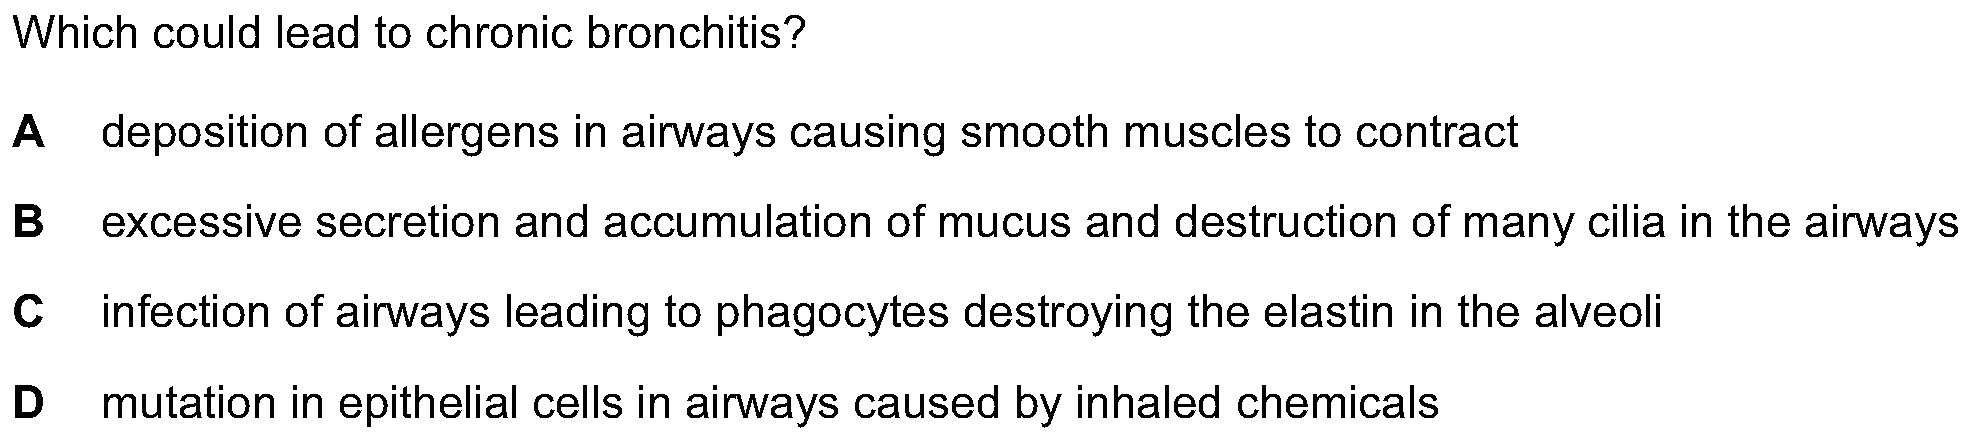 Which could lead to chronic bronchitis?
A deposition of allergens in airways causing smooth muscles to contract
B excessive secretion and accumulation of mucus and destruction of many cilia in the airways
C infection of airways leading to phagocytes destroying the elastin in the alveoli
D mutation in epithelial cells in airways caused by inhaled chemicals